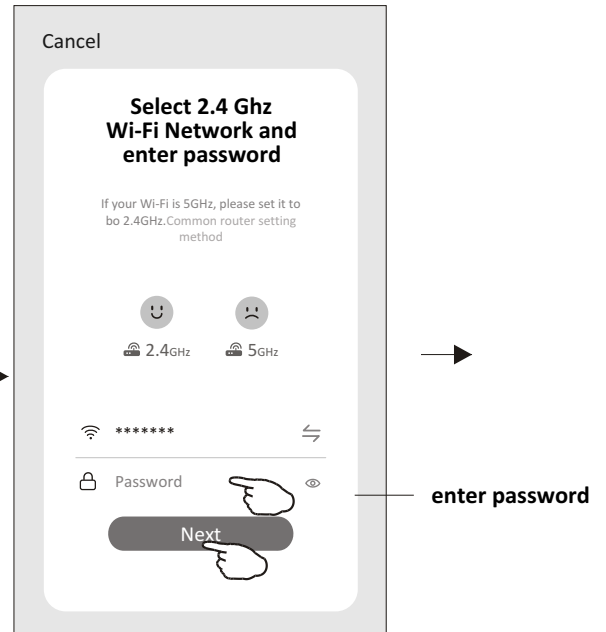 Cancel
Select 2.4 Ghz
Wi-Fi Network and
enter password
If your Wi-Fi is 5GHz, please set it to
bo 2.4GHz.Common router setting
method
2.4GHz 5GHz
*******
Password
enter password
Next